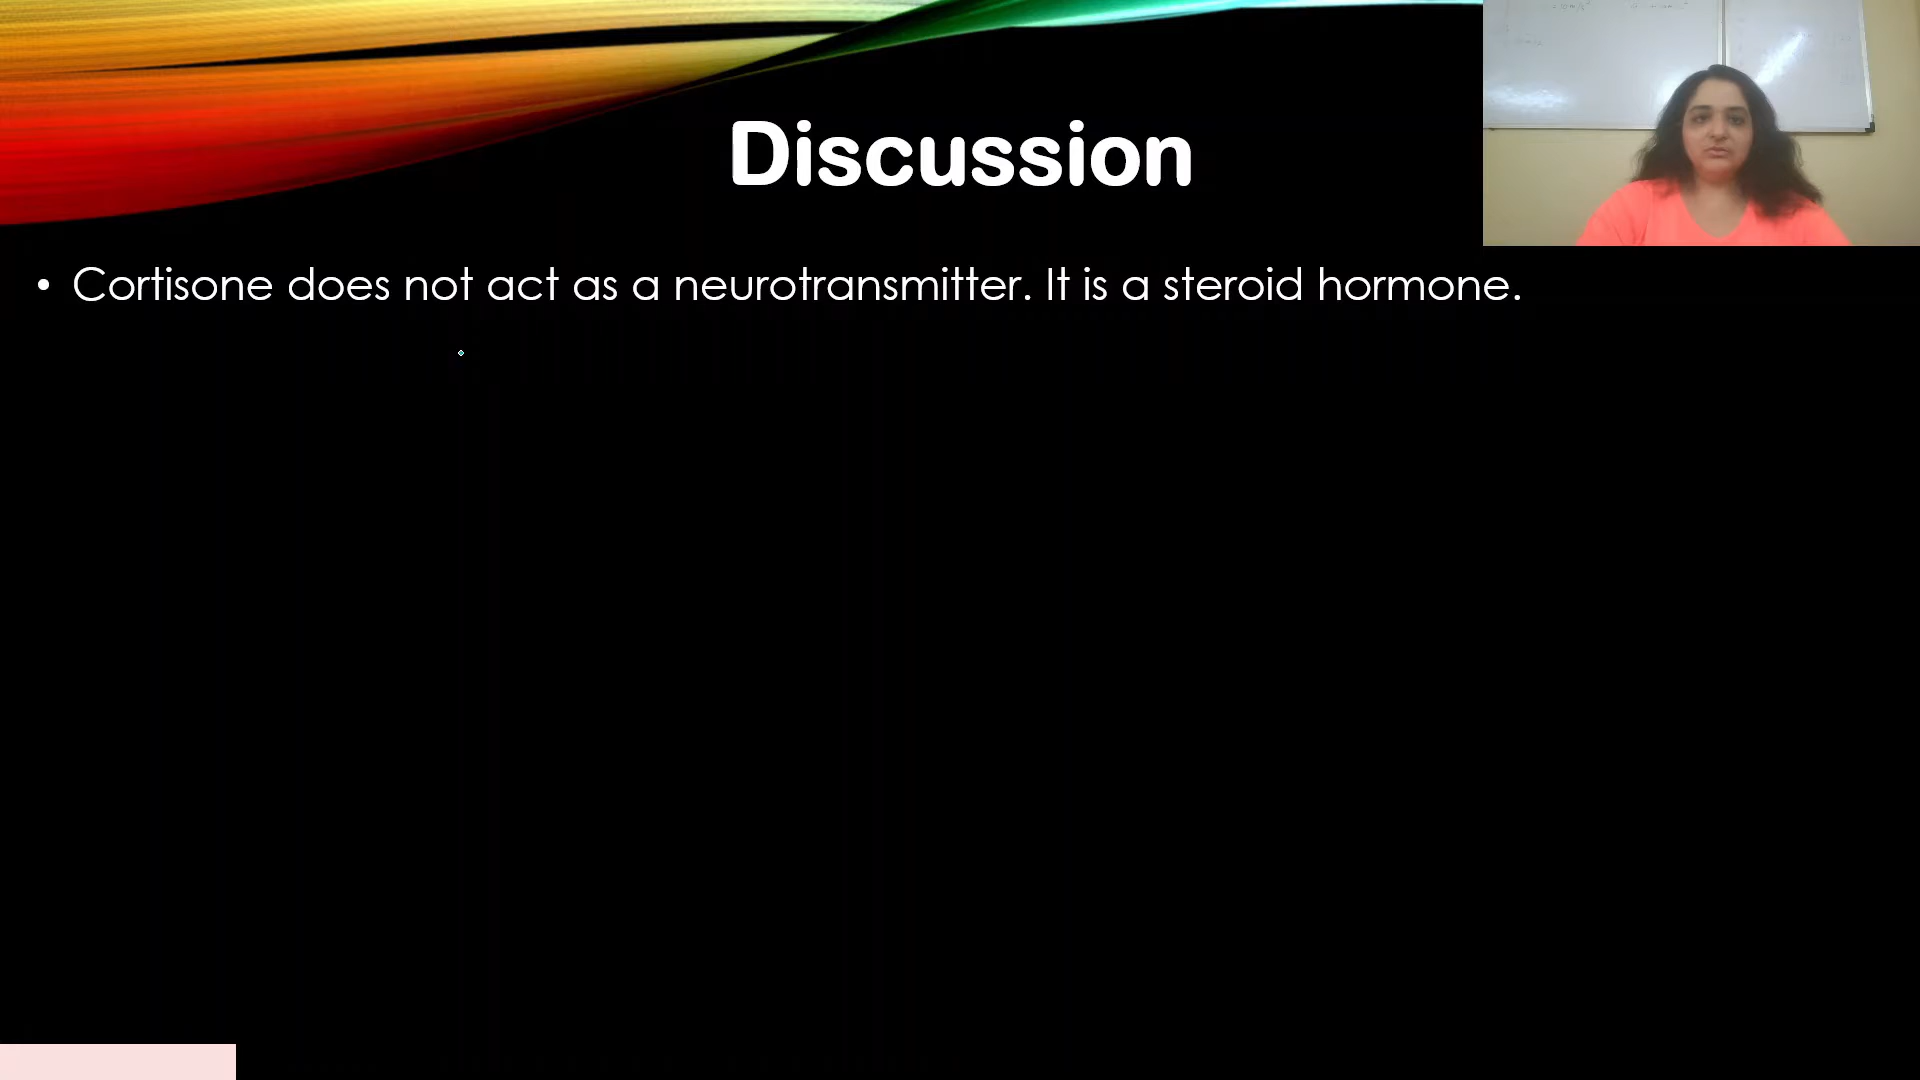 Discussion
• Cortisone does not act as a neurotransmitter. It is a steroid hormone.